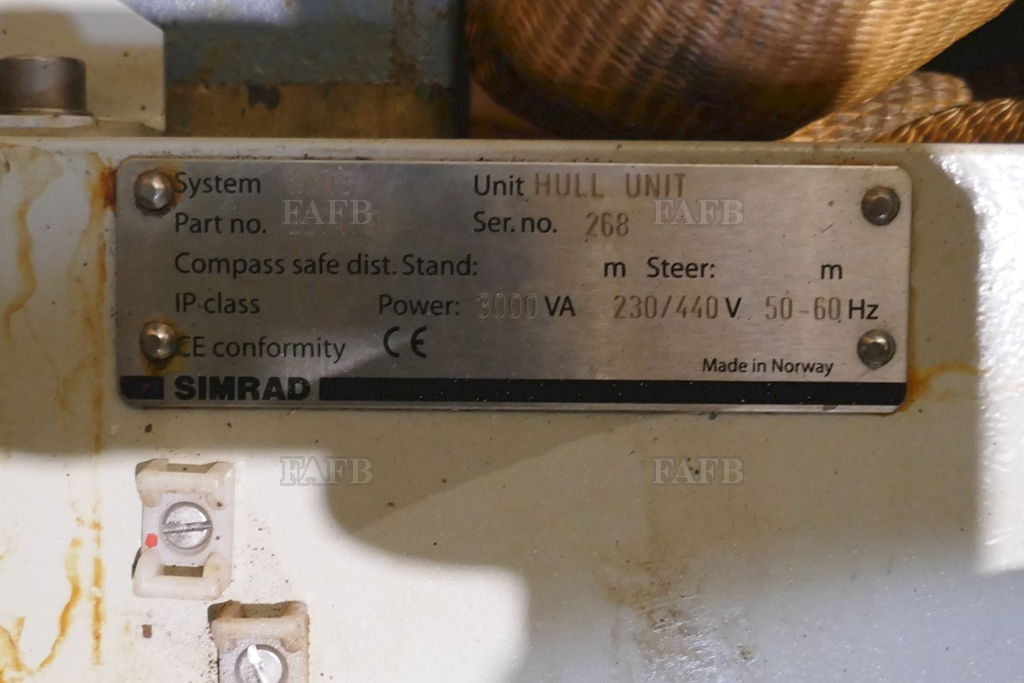 System Unit HULL UNIT
Part no. Ser. no. 268
Compass safe dist. Stand: m Steer: m
IP-class Power: 3000 VA 230/440 V 50-60 Hz
CE conformity CE
Made in Norway
SIMRAD
FAFB FAFB
FAFB FAFB